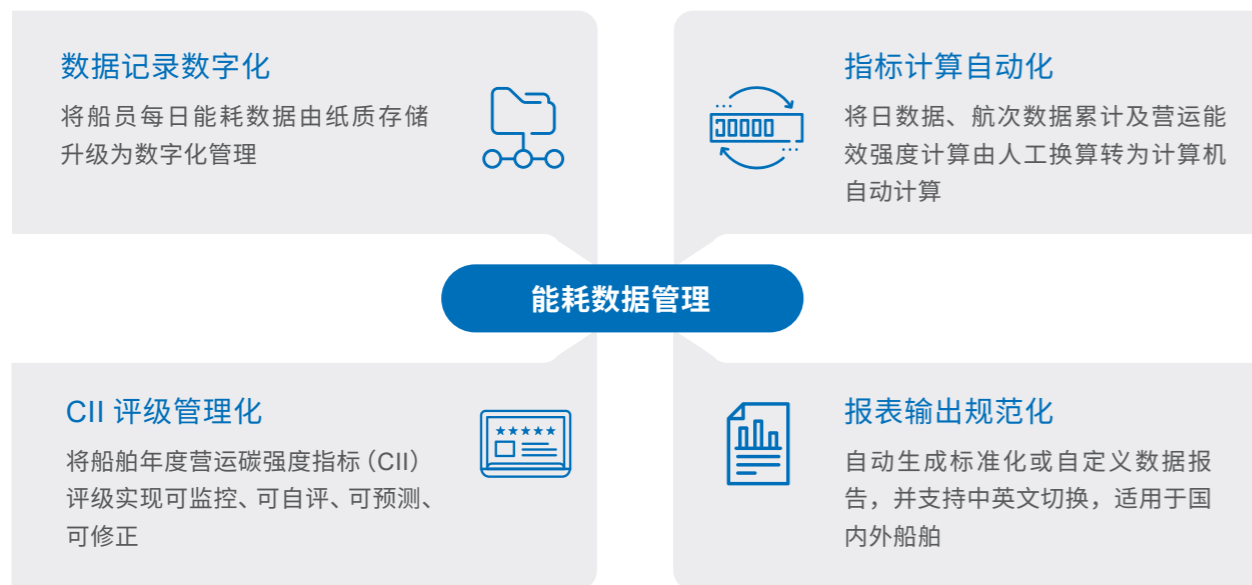 数据记录数字化
将船员每日能耗数据由纸质存储
升级为数字化管理
指标计算自动化
将日数据、航次数据累计及营运能
效强度计算由人工换算转为计算机
自动计算
能耗数据管理
CII 评级管理化
将船舶年度营运碳强度指标（CII）
评级实现可监控、可自评、可预测、
可修正
报表输出规范化
自动生成标准化或自定义数据报
告，并支持中英文切换，适用于国
内外船舶